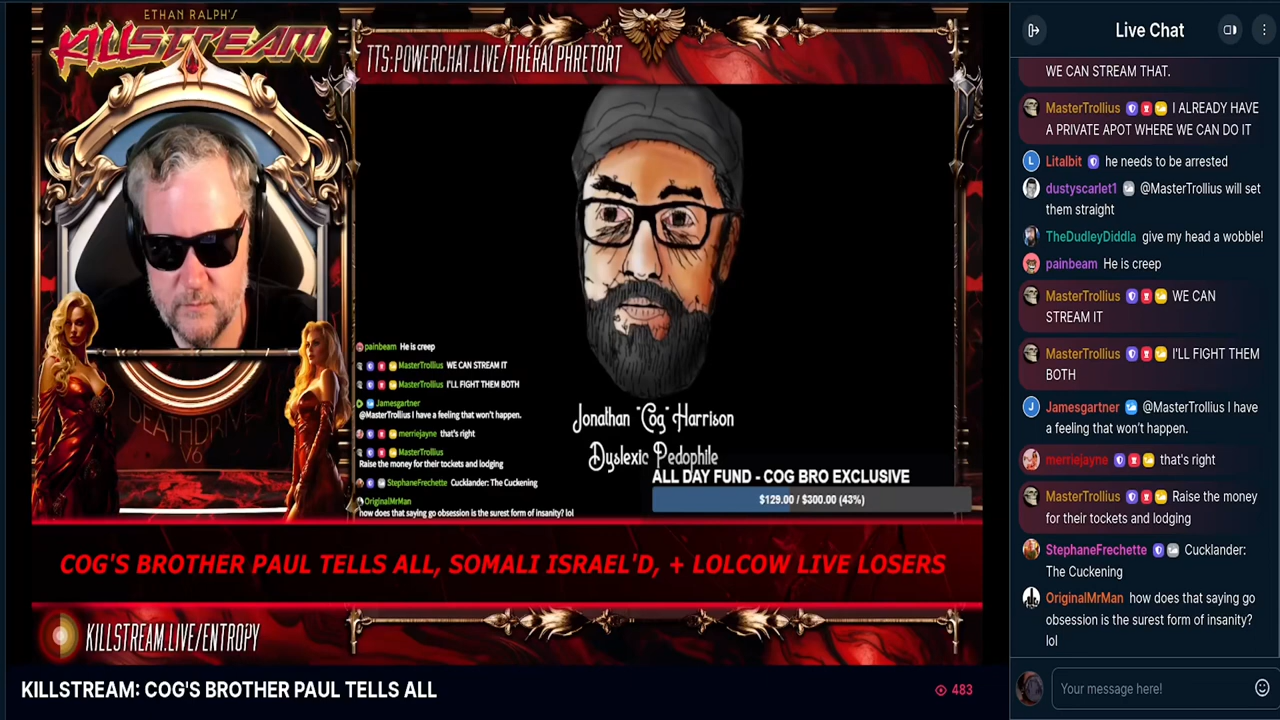 ETHAN RALPH'S
KILLSTREAM
TTS:POWERCHAT.LIVE/THERALPHRETORT
DEATHDRIVE
V6
painbeam He is creep
MasterTrollius WE CAN STREAM IT
MasterTrollius I'LL FIGHT THEM BOTH
Jamesgartner
@MasterTrollius I have a feeling that won't happen.
merriejayne that's right
MasterTrollius
Raise the money for their tockets and lodging
StephaneFrechette Cucklander: The Cuckening
OriginalMrMan
how does that saying go obsession is the surest form of insanity? lol
Jonathan "Cog" Harrison
Dyslexic Pedophile
ALL DAY FUND - COG BRO EXCLUSIVE
$129.00 / $300.00 (43%)
COG'S BROTHER PAUL TELLS ALL, SOMALI ISRAEL'D, + LOLCOW LIVE LOSERS
KILLSTREAM.LIVE/ENTROPY
KILLSTREAM: COG'S BROTHER PAUL TELLS ALL
483
Live Chat
WE CAN STREAM THAT.
MasterTrollius I ALREADY HAVE
A PRIVATE APOT WHERE WE CAN DO IT
L Litalbit he needs to be arrested
dustyscarlet1 @MasterTrollius will set
them straight
TheDudleyDiddla give my head a wobble!
painbeam He is creep
MasterTrollius WE CAN
STREAM IT
MasterTrollius I'LL FIGHT THEM
BOTH
J Jamesgartner @MasterTrollius I have
a feeling that won't happen.
merriejayne that's right
MasterTrollius Raise the money
for their tockets and lodging
StephaneFrechette Cucklander:
The Cuckening
OriginalMrMan how does that saying go
obsession is the surest form of insanity?
lol
Your message here!